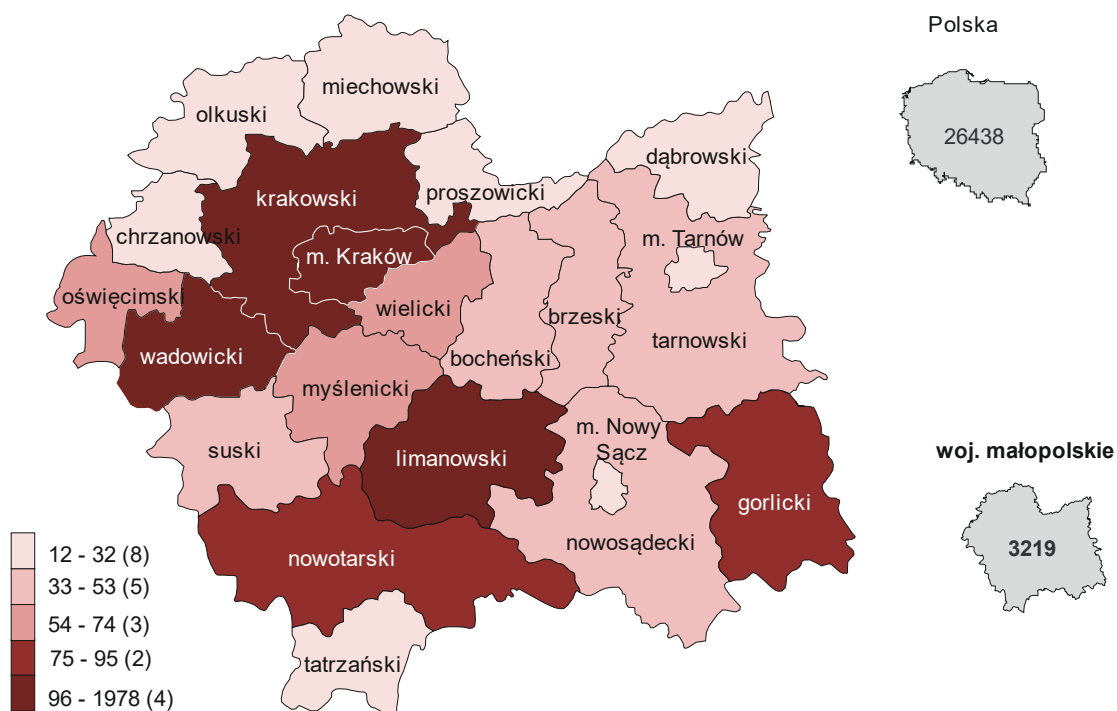 Polska
miechowski
olkuski
26438
dąbrowski
krakowski
proszowicki
chrzanowski
m. Tarnów
m. Kraków
oświęcimski
wielicki
brzeski
tarnowski
wadowicki
bocheński
myślenicki
m. Nowy
Sącz
suski
limanowski
woj. małopolskie
gorlicki
nowosądecki
3219
nowotarski
12 - 32 (8)
33 - 53 (5)
54 - 74 (3)
75 - 95 (2)
96 - 1978 (4)
tatrzański